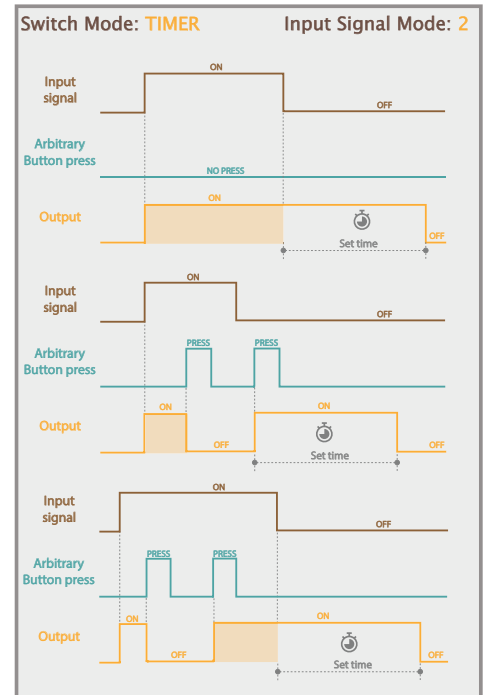 Switch Mode: TIMER
Input Signal Mode: 2
ON
Input
signal
OFF
Arbitrary
Button press
NO PRESS
ON
Output
OFF
Set time
ON
Input
signal
OFF
PRESS
PRESS
Arbitrary
Button press
ON
ON
Output
OFF
OFF
Set time
ON
Input
signal
OFF
PRESS
PRESS
Arbitrary
Button press
ON
ON
Output
OFF
OFF
Set time